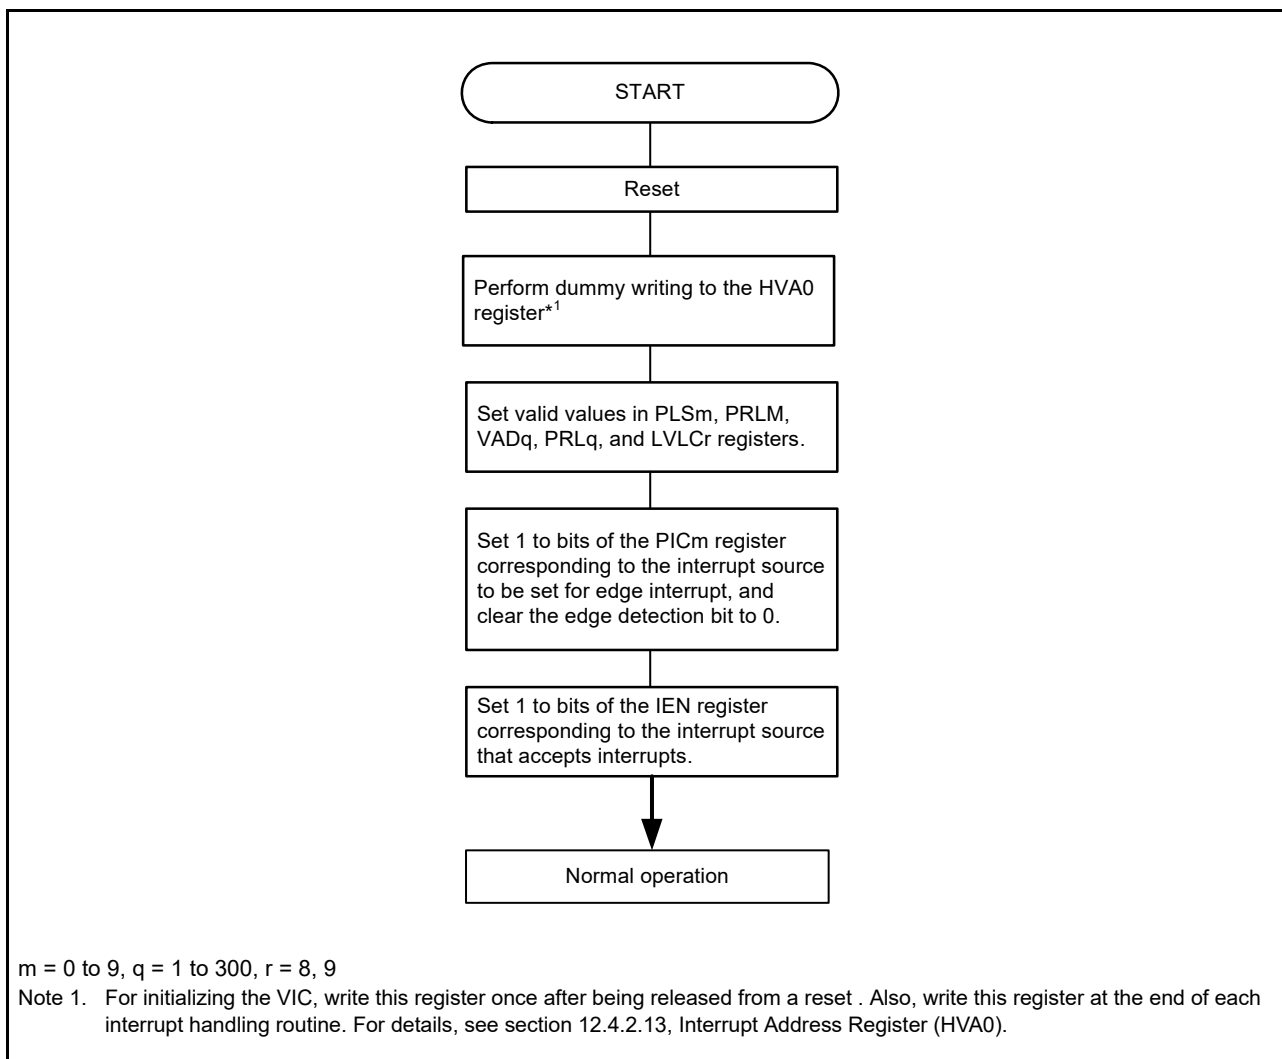 START
Reset
Perform dummy writing to the HVA0
register*1
Set valid values in PLSm, PRLM,
VADq, PRLq, and LVLCr registers.
Set 1 to bits of the PICm register
corresponding to the interrupt source
to be set for edge interrupt, and
clear the edge detection bit to 0.
Set 1 to bits of the IEN register
corresponding to the interrupt source
that accepts interrupts.
Normal operation
m = 0 to 9, q = 1 to 300, r = 8, 9
Note 1. For initializing the VIC, write this register once after being released from a reset . Also, write this register at the end of each
interrupt handling routine. For details, see section 12.4.2.13, Interrupt Address Register (HVA0).